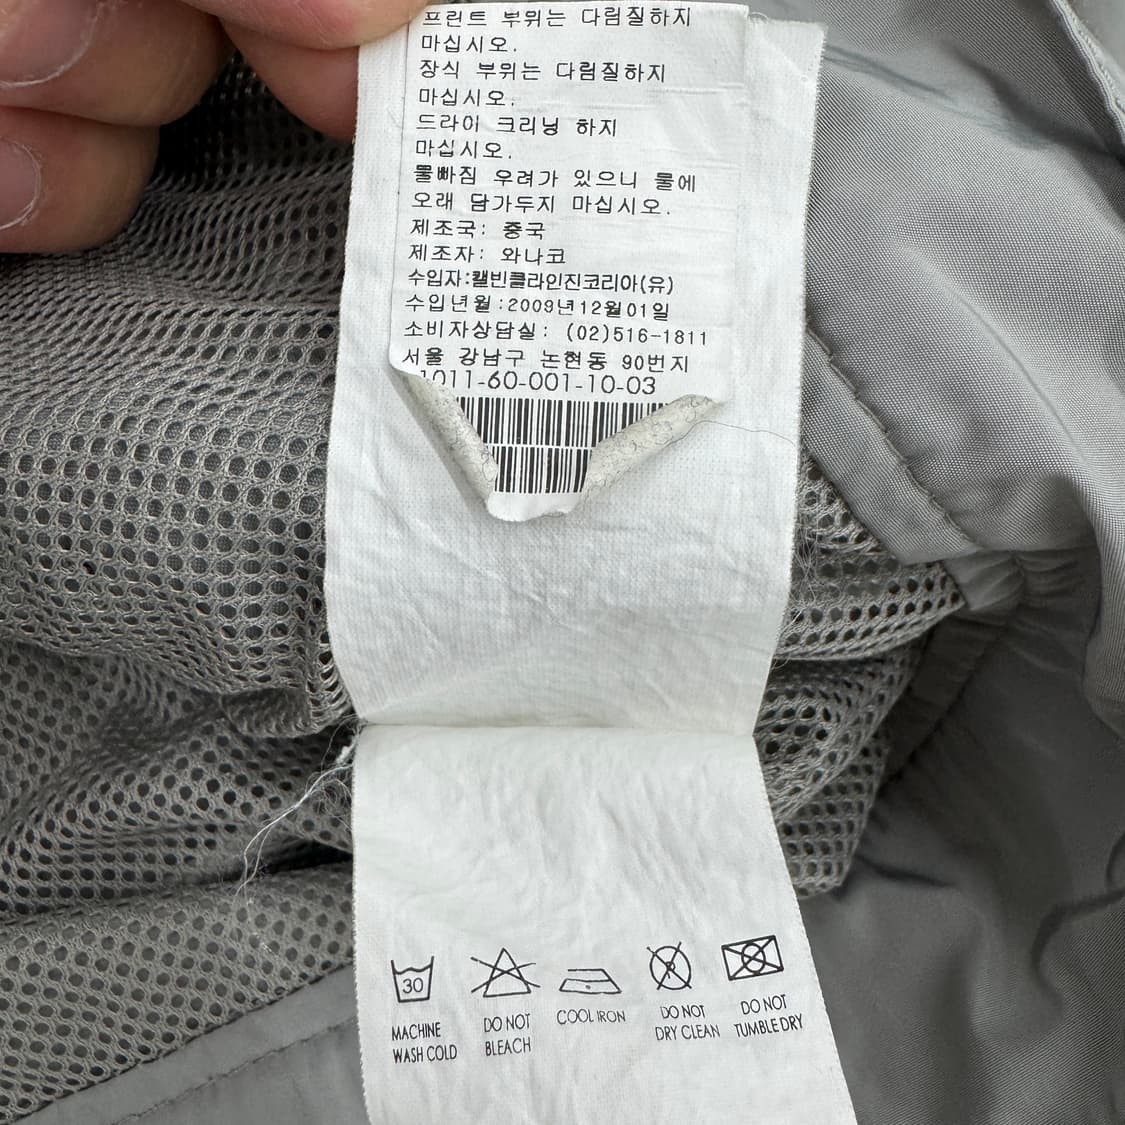 프린트 부위는 다림질하지
마십시오.
장식 부위는 다림질하지
마십시오.
드라이 크리닝 하지
마십시오.
물빠짐 우려가 있으니 물에
오래 담가두지 마십시오.
제조국: 중국
제조자: 와나코
수입자:캘빈클라인진코리아(유)
수입년월:2009년12월01일
소비자상담실: (02)516-1811
서울 강남구 논현동 90번지
1011-60-001-10-03
30
MACHINE
WASH COLD
DO NOT
BLEACH
COOL IRON
P
DO NOT
DRY CLEAN
DO NOT
TUMBLE DRY